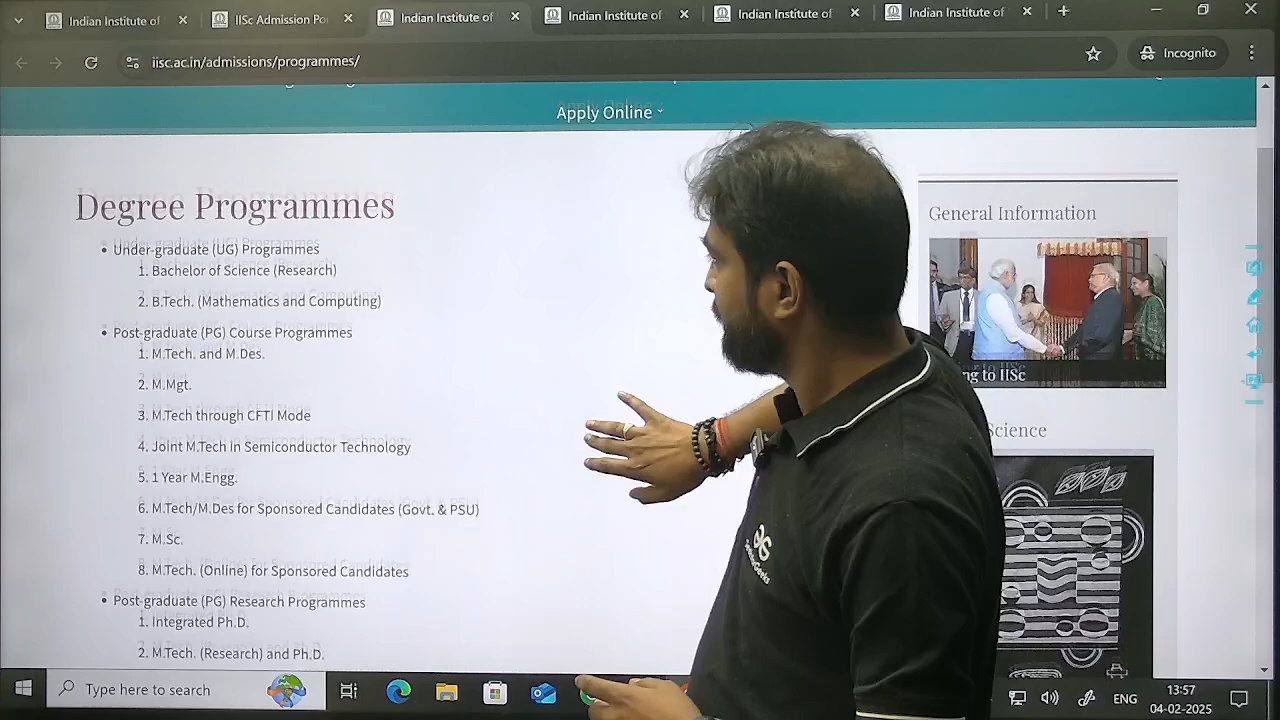 Indian Institute of
IISc Admission Po
Indian Institute of
Indian Institute of
Indian Institute of
Indian Institute of
iisc.ac.in/admissions/programmes/
Incognito
Apply Online
Degree Programmes
Under-graduate (UG) Programmes
1. Bachelor of Science (Research)
2. B.Tech. (Mathematics and Computing)
Post-graduate (PG) Course Programmes
1. M.Tech. and M.Des.
2. M.Mgt.
3. M.Tech through CFTI Mode
4. Joint M.Tech in Semiconductor Technology
5. 1 Year M.Engg.
6. M.Tech/M.Des for Sponsored Candidates (Govt. & PSU)
7. M.Sc.
8. M.Tech. (Online) for Sponsored Candidates
Post-graduate (PG) Research Programmes
1. Integrated Ph.D.
2. M.Tech. (Research) and Ph.D.
General Information
ng to IISc
Science
Type here to search
ENG
13:57
04-02-2025